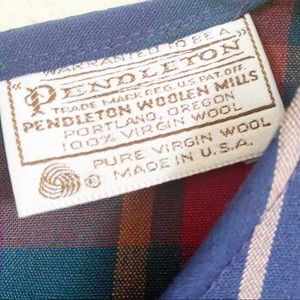 WARRANTED TO BE A
"PENDLETON"
TRADE MARK REG. U.S. PAT. OFF.
PENDLETON WOOLEN MILLS
PORTLAND, OREGON
100% VIRGIN WOOL
PURE VIRGIN WOOL
® MADE IN U.S.A.